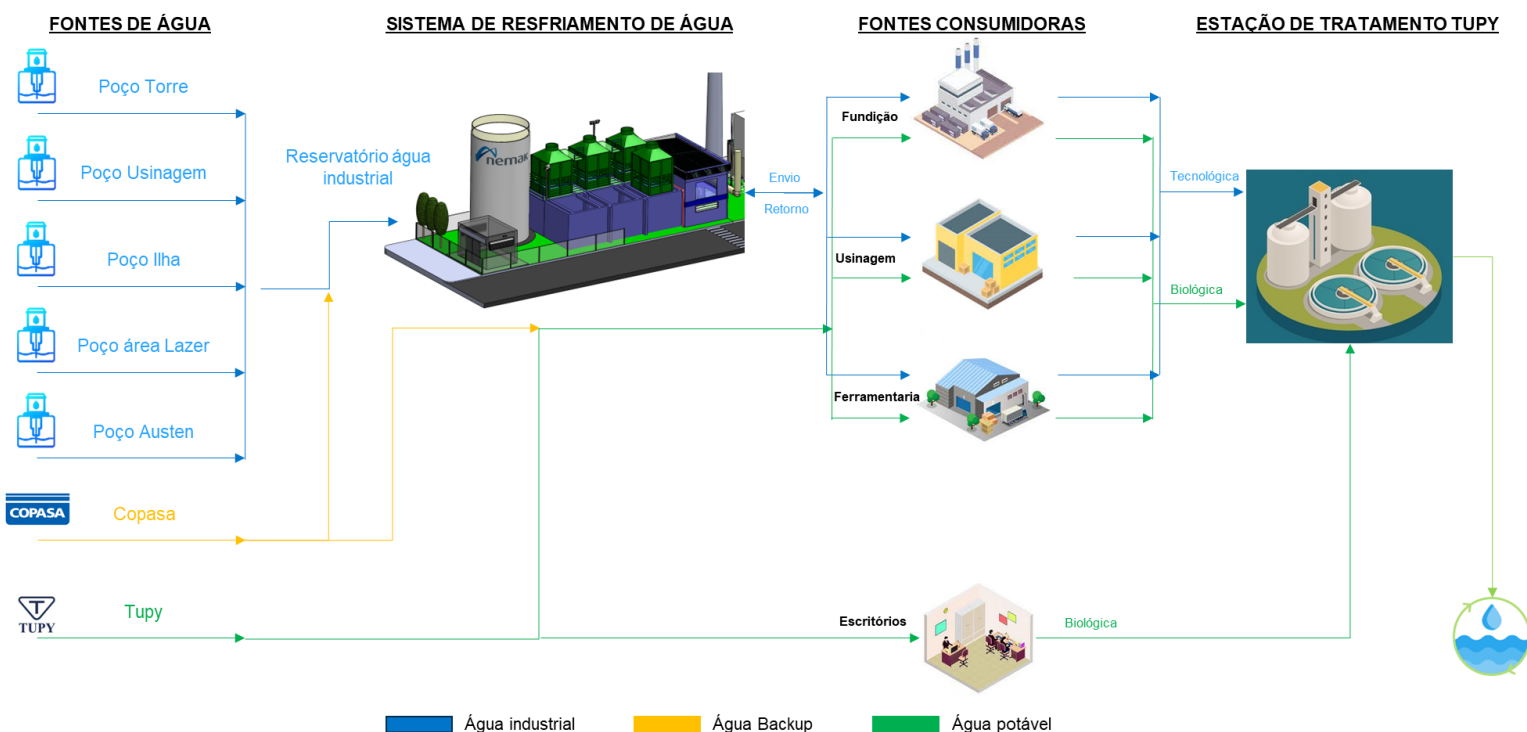 FONTES DE ÁGUA
SISTEMA DE RESFRIAMENTO DE ÁGUA
FONTES CONSUMIDORAS
ESTAÇÃO DE TRATAMENTO TUPY
Poço Torre
Poço Usinagem
Poço Ilha
Poço área Lazer
Poço Austen
COPASA
Copasa
TUPY
Tupy
Reservatório água
industrial
nemak
Envio
Retorno
Fundição
Usinagem
Ferramentaria
Escritórios
Tecnológica
Biológica
Biológica
Água industrial
Água Backup
Água potável